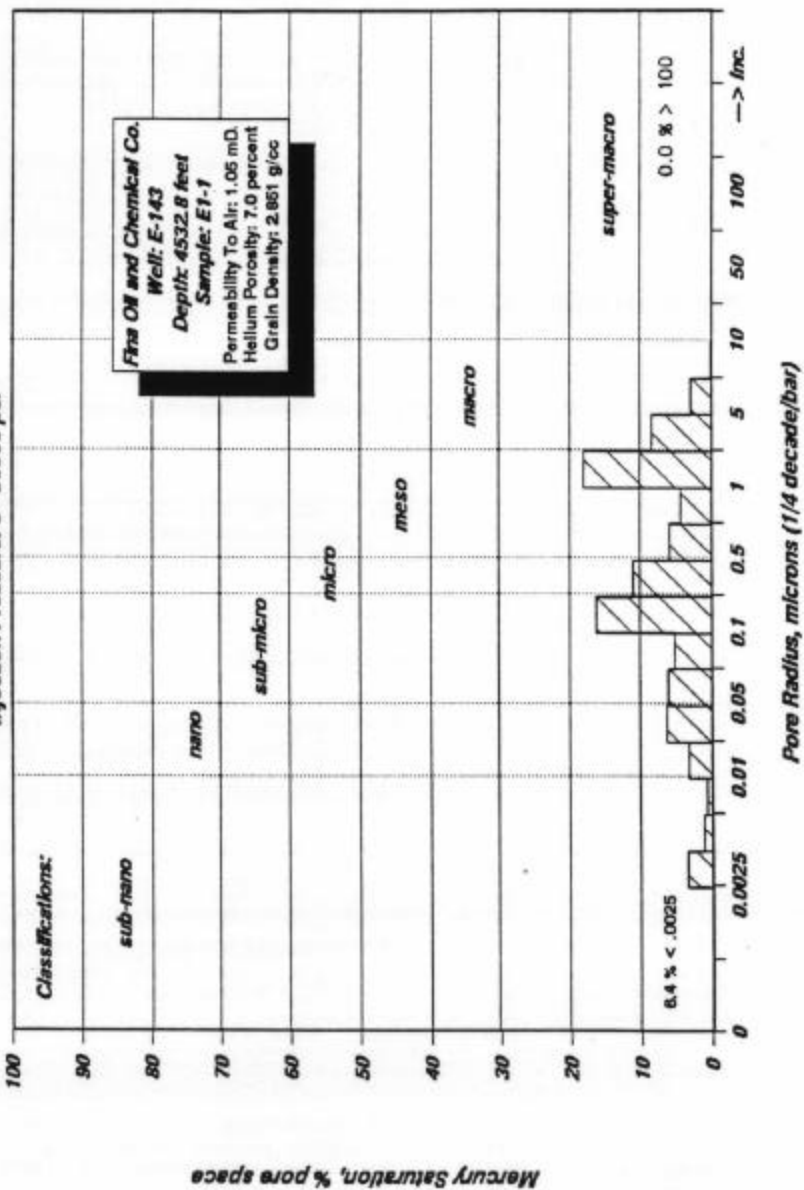 Fina Oil and Chemical Co.
Well: E-143
Depth: 4532.8 feet
Sample: E1-1
Permeability To Air: 1.05 mD.
Helium Porosity: 7.0 percent
Grain Density: 2.851 g/cc
Classifications:
sub-nano
nano
sub-micro
micro
meso
macro
super-macro
6.4 % < .0025
0.0 % > 100
Mercury Saturation, % pore space
100
90
80
70
60
50
40
30
20
10
0
0
0.0025
0.01
0.05
0.1
0.5
1
5
10
50
100
—> Inc.
Pore Radius, microns (1/4 decade/bar)